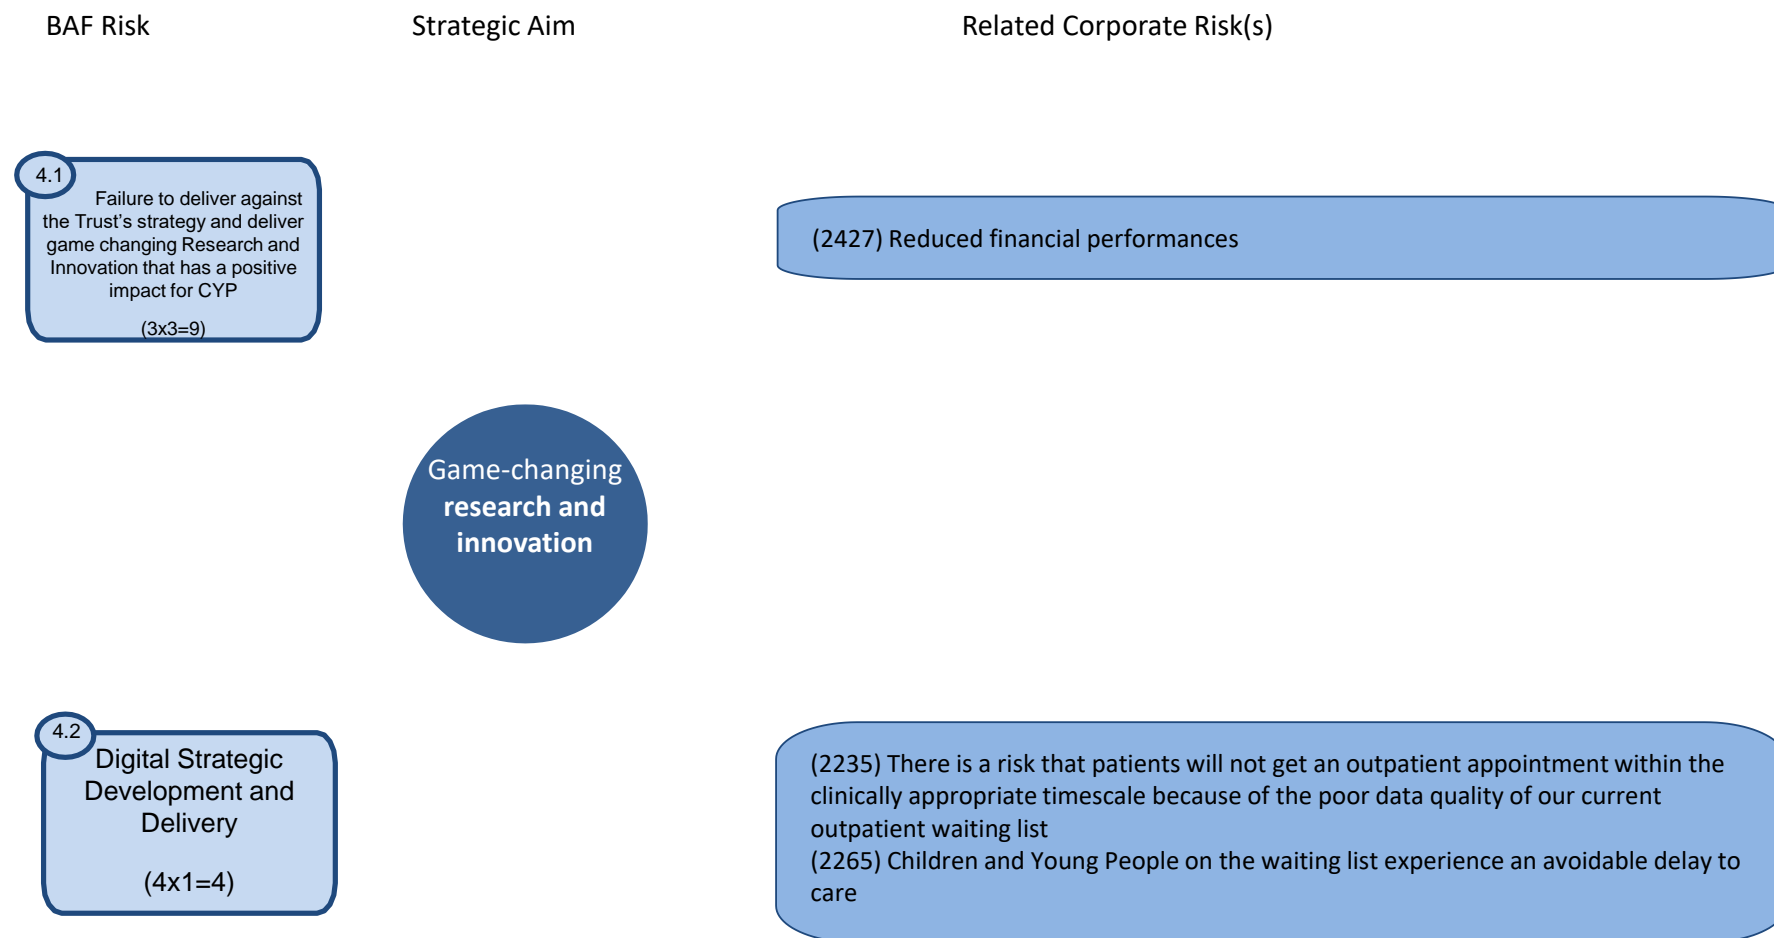 BAF Risk
Strategic Aim
Related Corporate Risk(s)
4.1
Failure to deliver against
the Trust’s strategy and deliver
game changing Research and
Innovation that has a positive
impact for CYP
(3x3=9)
(2427) Reduced financial performances
Game-changing
research and
innovation
4.2
Digital Strategic
Development and
Delivery
(4x1=4)
(2235) There is a risk that patients will not get an outpatient appointment within the
clinically appropriate timescale because of the poor data quality of our current
outpatient waiting list
(2265) Children and Young People on the waiting list experience an avoidable delay to
care